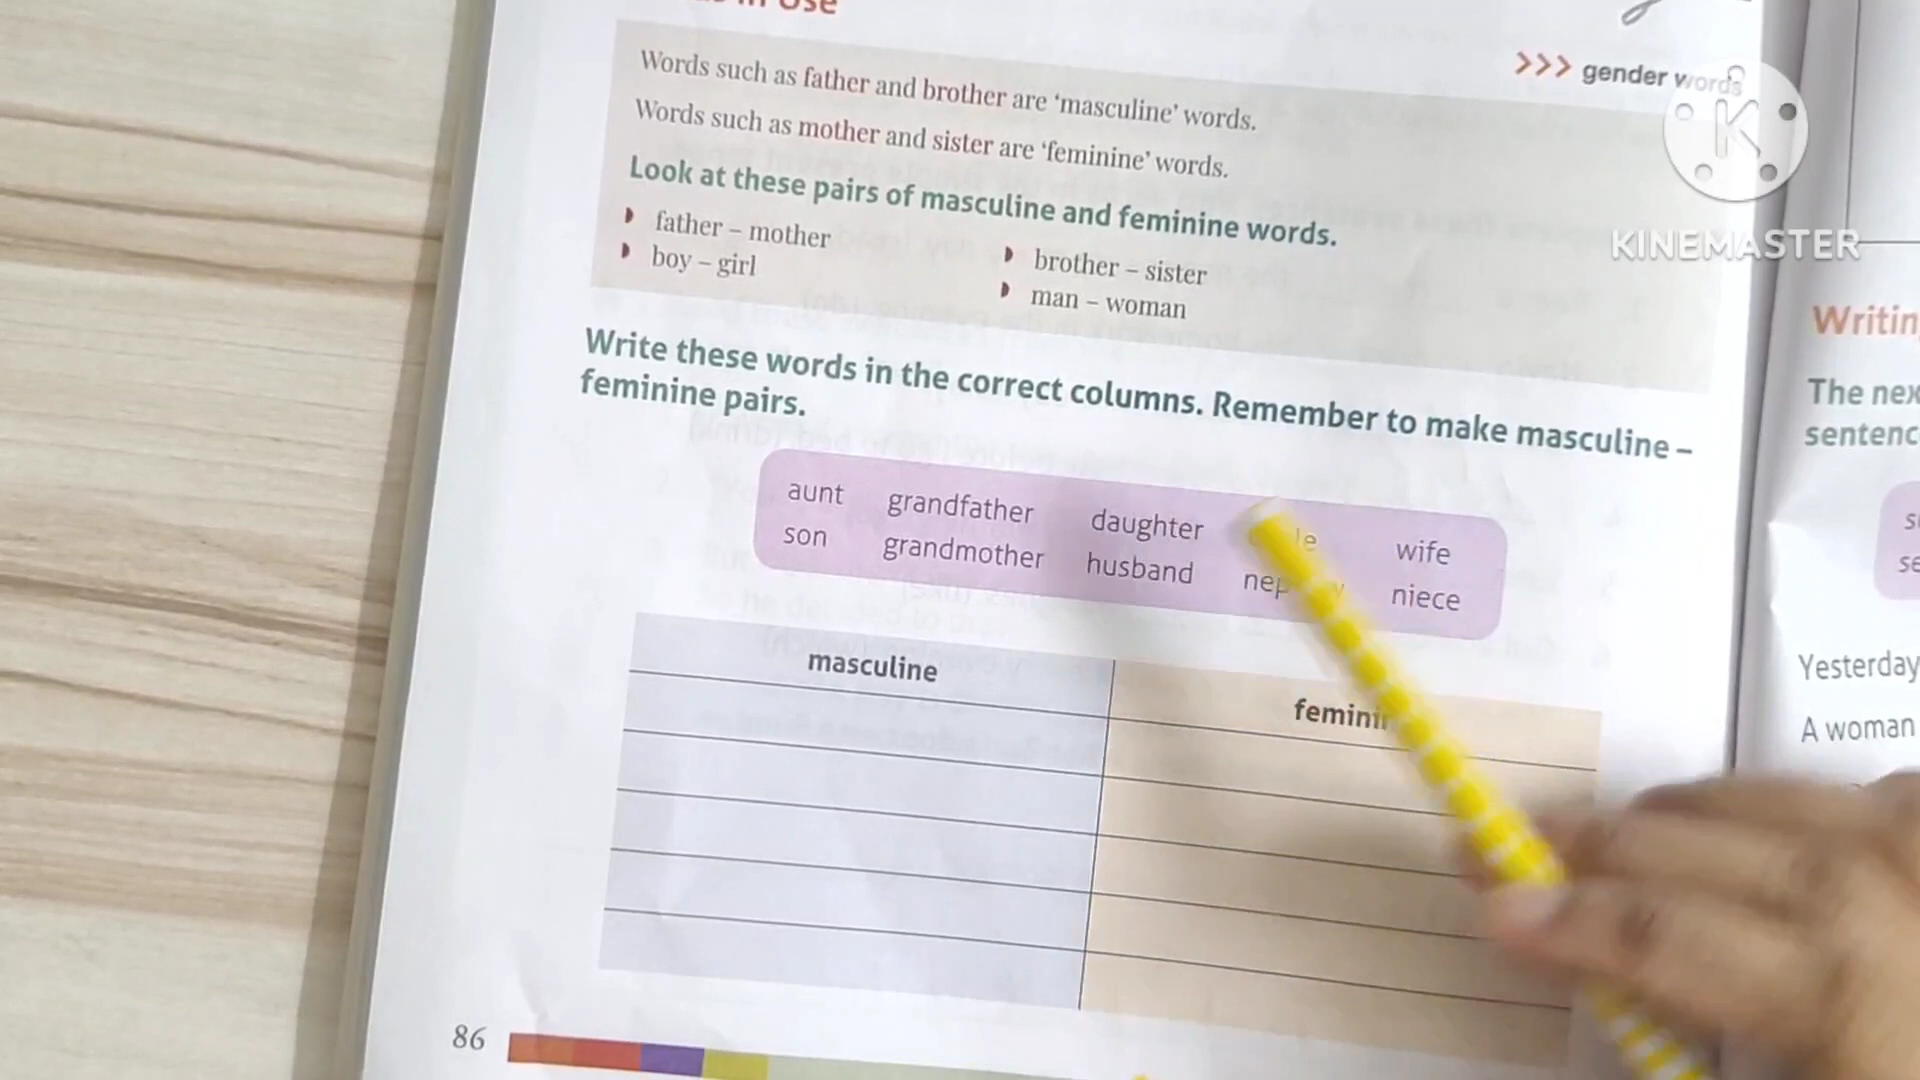 in Use
>>> gender words
Words such as father and brother are ‘masculine’ words.
Words such as mother and sister are ‘feminine’ words.
Look at these pairs of masculine and feminine words.
father – mother
boy – girl
brother – sister
man – woman
Write these words in the correct columns. Remember to make masculine –
feminine pairs.
aunt grandfather daughter wife
son grandmother husband niece
masculine
86
K
KINEMASTER
The
Yesterday
A woman